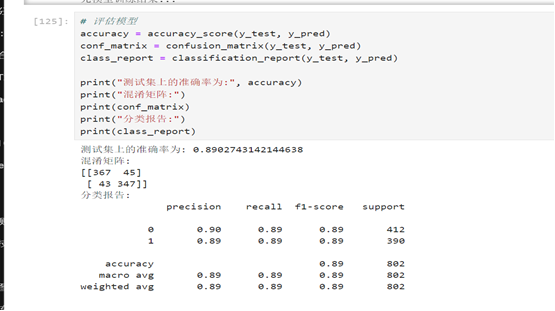 [125]:
# 评估模型
accuracy = accuracy_score(y_test, y_pred)
conf_matrix = confusion_matrix(y_test, y_pred)
class_report = classification_report(y_test, y_pred)
print("测试集上的准确率为:", accuracy)
print("混淆矩阵:")
print(conf_matrix)
print("分类报告:")
print(class_report)
测试集上的准确率为: 0.8902743142144638
混淆矩阵:
[[367 45]
[ 43 347]]
分类报告:
precision recall f1-score support
0 0.90 0.89 0.89 412
1 0.89 0.89 0.89 390
accuracy 0.89 802
macro avg 0.89 0.89 0.89 802
weighted avg 0.89 0.89 0.89 802